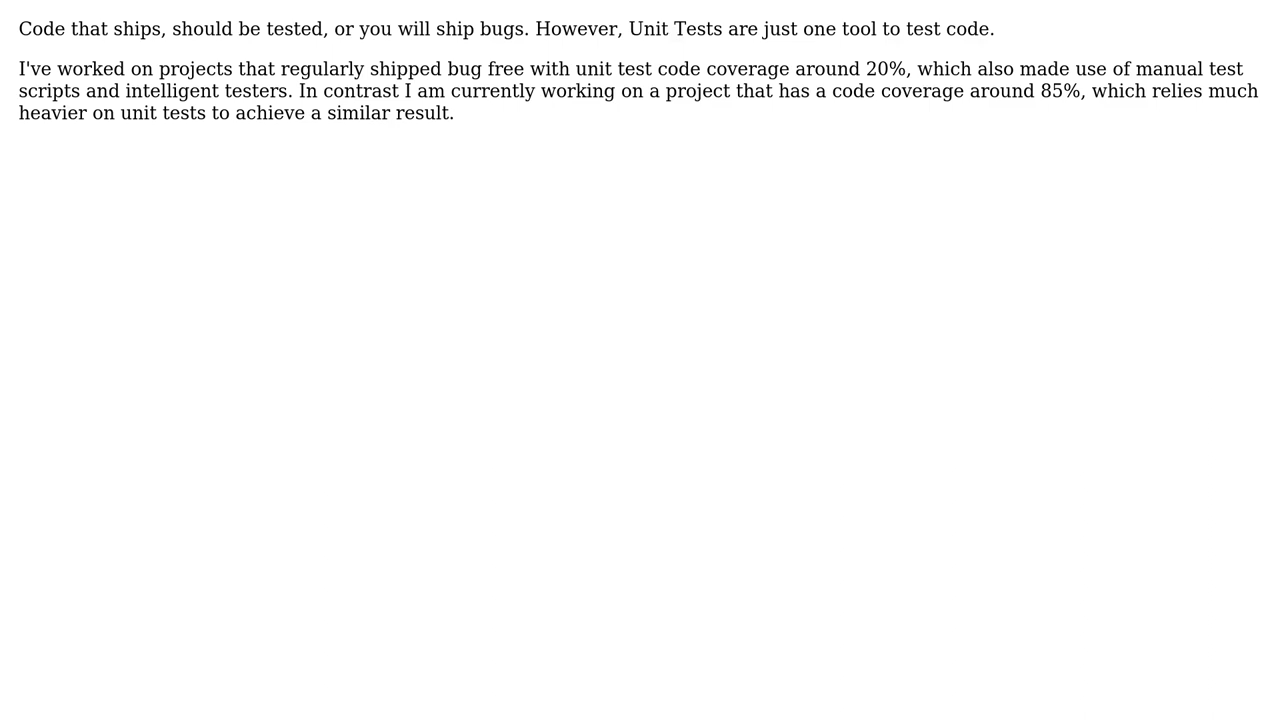 Code that ships, should be tested, or you will ship bugs. However, Unit Tests are just one tool to test code.
I've worked on projects that regularly shipped bug free with unit test code coverage around 20%, which also made use of manual test
scripts and intelligent testers. In contrast I am currently working on a project that has a code coverage around 85%, which relies much
heavier on unit tests to achieve a similar result.